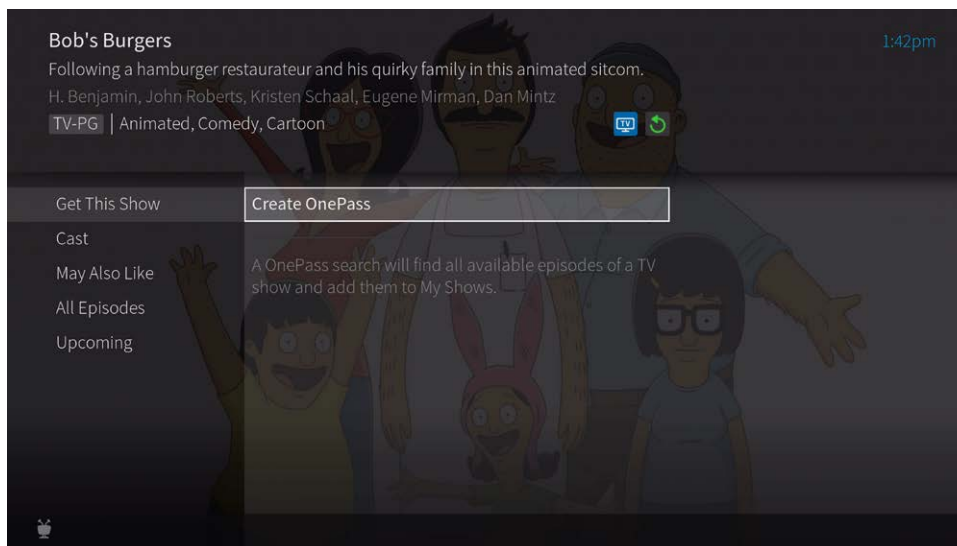 Bob's Burgers
1:42pm
Following a hamburger restaurateur and his quirky family in this animated sitcom.
H. Benjamin, John Roberts, Kristen Schaal, Eugene Mirman, Dan Mintz
TV-PG | Animated, Comedy, Cartoon
TV
Get This Show
Create OnePass
Cast
May Also Like
All Episodes
Upcoming
A OnePass search will find all available episodes of a TV
show and add them to My Shows.